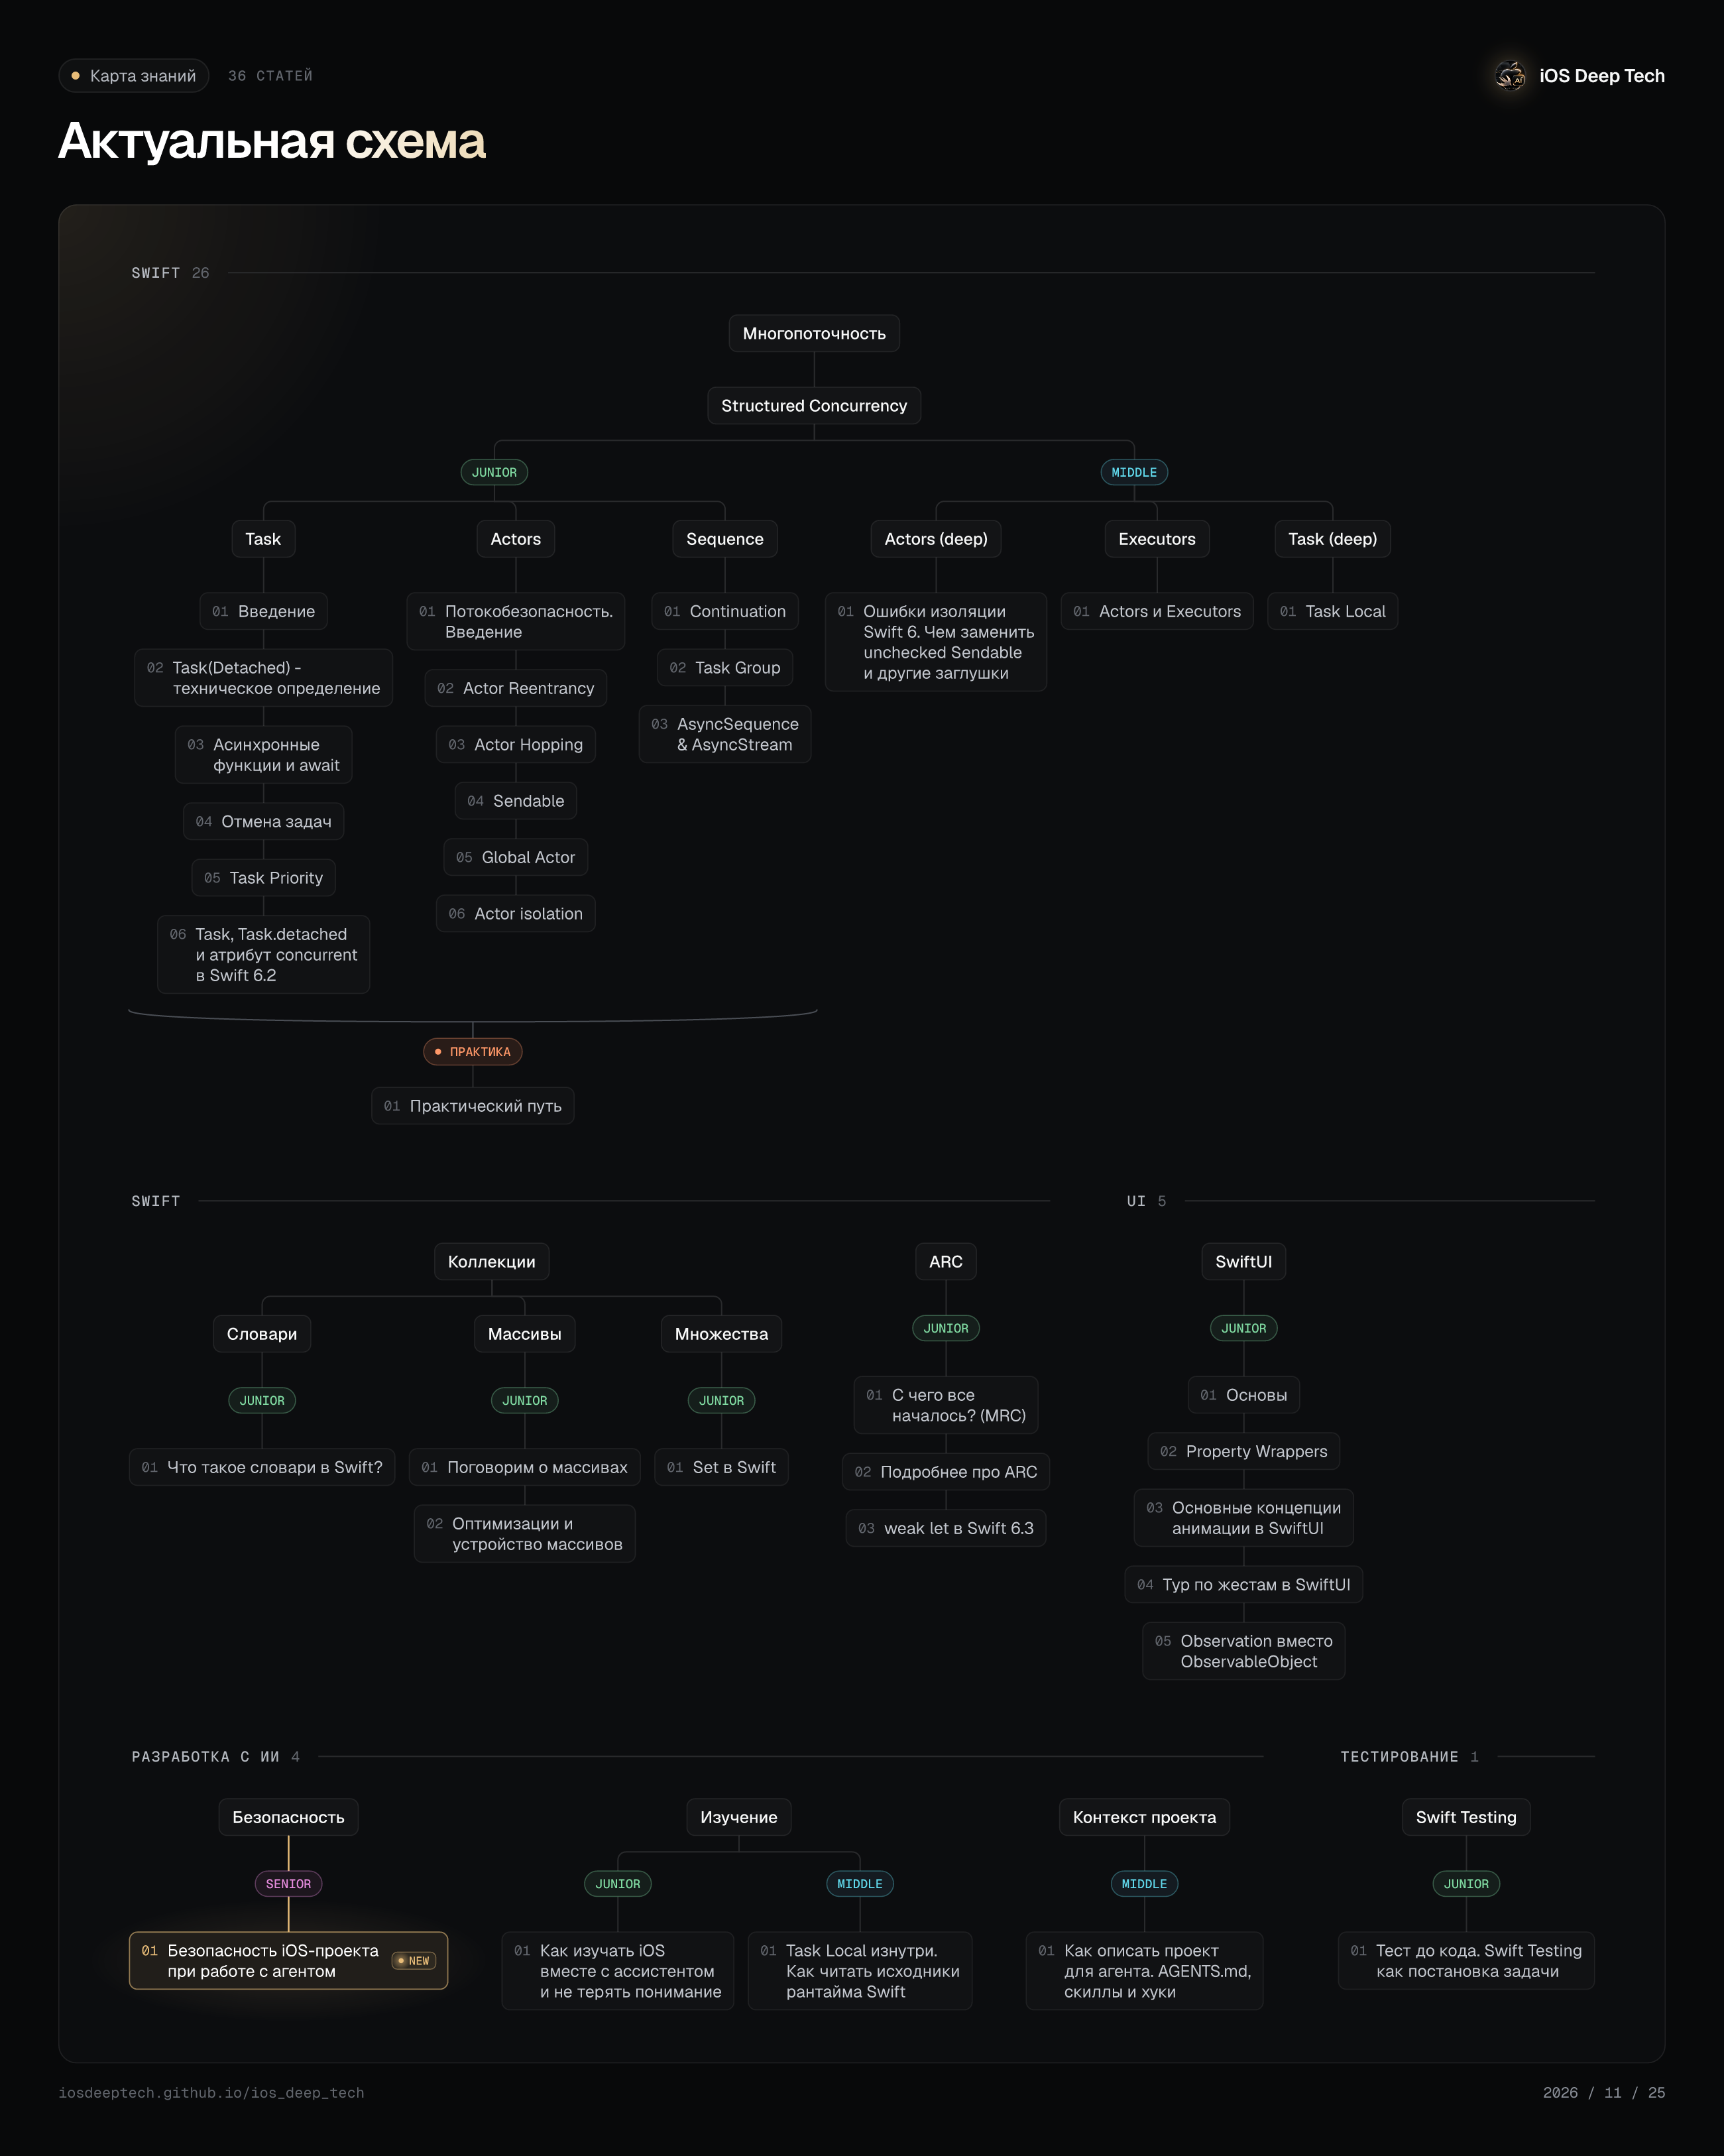 Карта знаний
36 СТАТЕЙ
iOS Deep Tech
Актуальная схема
SWIFT 26
Многопоточность
Structured Concurrency
JUNIOR
MIDDLE
Task
Actors
Sequence
Actors (deep)
Executors
Task (deep)
01 Введение
02 Task(Detached) -
техническое определение
03 Асинхронные
функции и await
04 Отмена задач
05 Task Priority
06 Task, Task.detached
и атрибут concurrent
в Swift 6.2
01 Потокобезопасность.
Введение
02 Actor Reentrancy
03 Actor Hopping
04 Sendable
05 Global Actor
06 Actor isolation
01 Continuation
02 Task Group
03 AsyncSequence
& AsyncStream
01 Ошибки изоляции
Swift 6. Чем заменить
unchecked Sendable
и другие заглушки
01 Actors и Executors
01 Task Local
ПРАКТИКА
01 Практический путь
SWIFT
Коллекции
Словари
JUNIOR
01 Что такое словари в Swift?
Массивы
JUNIOR
01 Поговорим о массивах
02 Оптимизации и
устройство массивов
Множества
JUNIOR
01 Set в Swift
ARC
JUNIOR
01 С чего все
началось? (MRC)
02 Подробнее про ARC
03 weak let в Swift 6.3
UI 5
SwiftUI
JUNIOR
01 Основы
02 Property Wrappers
03 Основные концепции
анимации в SwiftUI
04 Тур по жестам в SwiftUI
05 Observation вместо
ObservableObject
РАЗРАБОТКА С ИИ 4
Безопасность
SENIOR
01 Безопасность iOS-проекта
при работе с агентом
NEW
Изучение
JUNIOR
01 Как изучать iOS
вместе с ассистентом
и не терять понимание
MIDDLE
01 Task Local изнутри.
Как читать исходники
рантайма Swift
Контекст проекта
MIDDLE
01 Как описать проект
для агента. AGENTS.md,
скиллы и хуки
ТЕСТИРОВАНИЕ 1
Swift Testing
JUNIOR
01 Тест до кода. Swift Testing
как постановка задачи
iosdeeptech.github.io/ios_deep_tech
2026 / 11 / 25